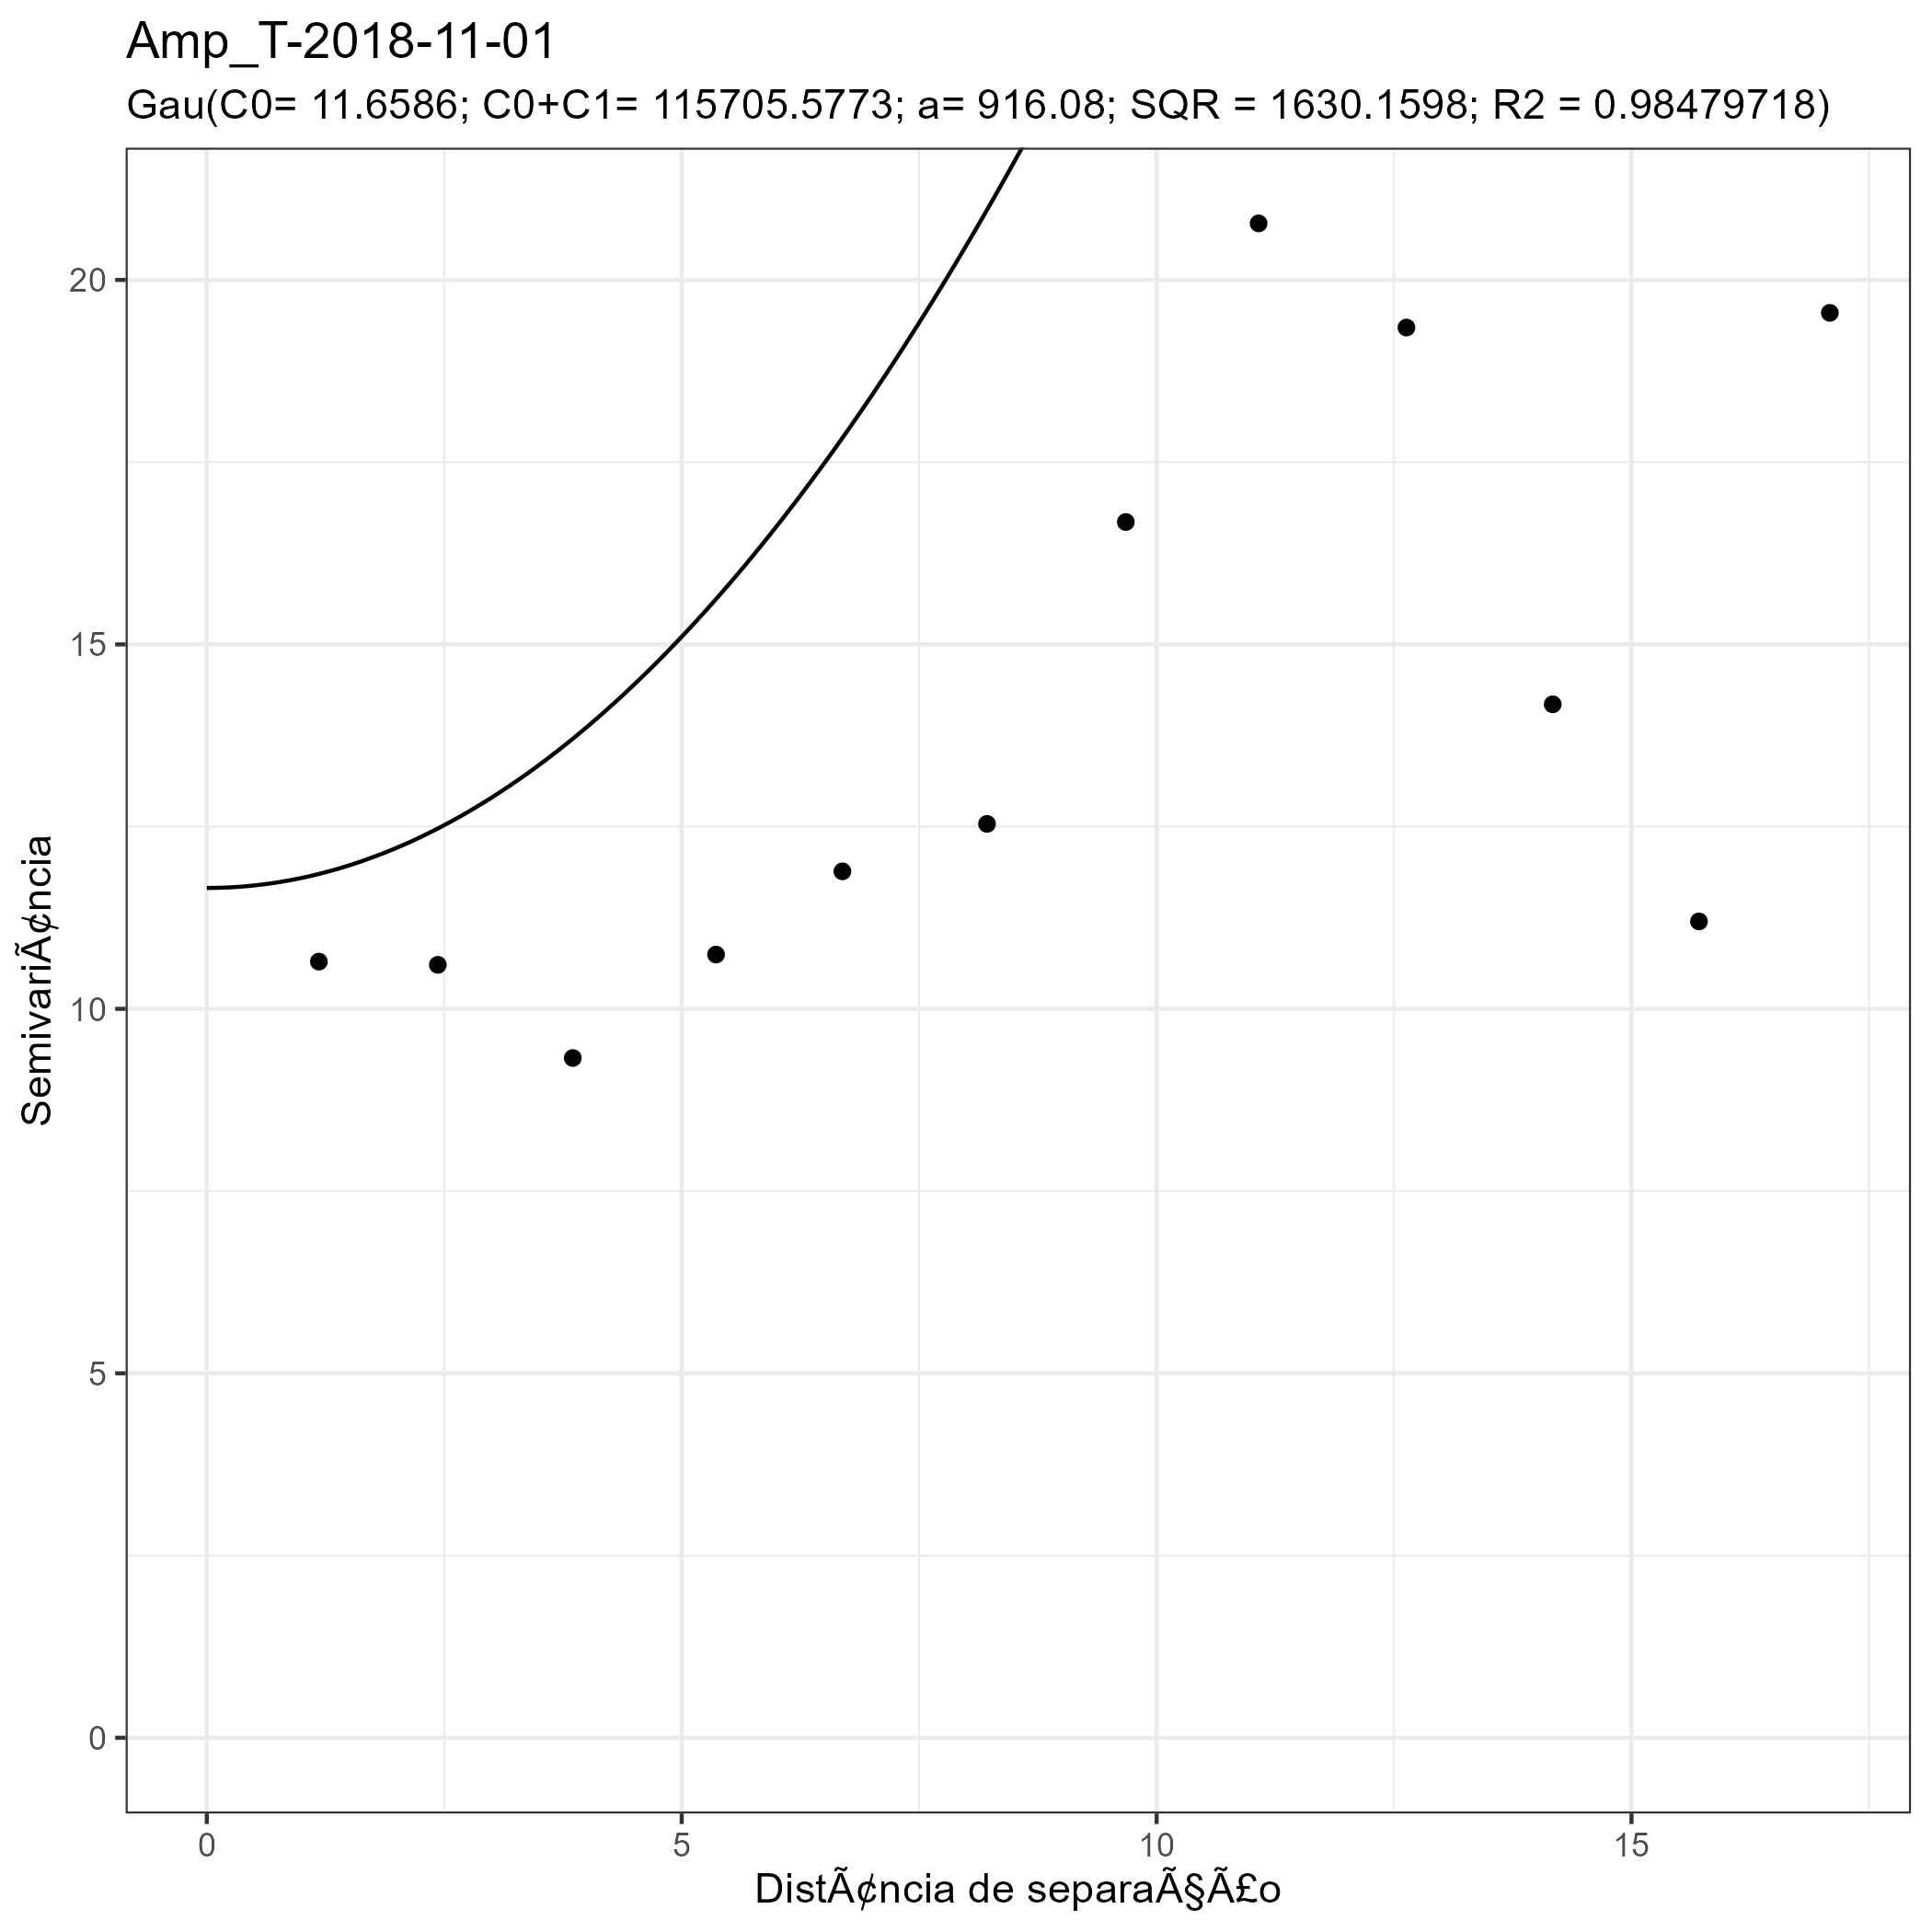 Amp_T-2018-11-01
Gau(C0= 11.6586; C0+C1= 115705.5773; a= 916.08; SQR = 1630.1598; R2 = 0.98479718)
20
15
10
5
0
SemivariÃ¢ncia
0 5 10 15
DistÃ¢ncia de separaÃ§Ã£o